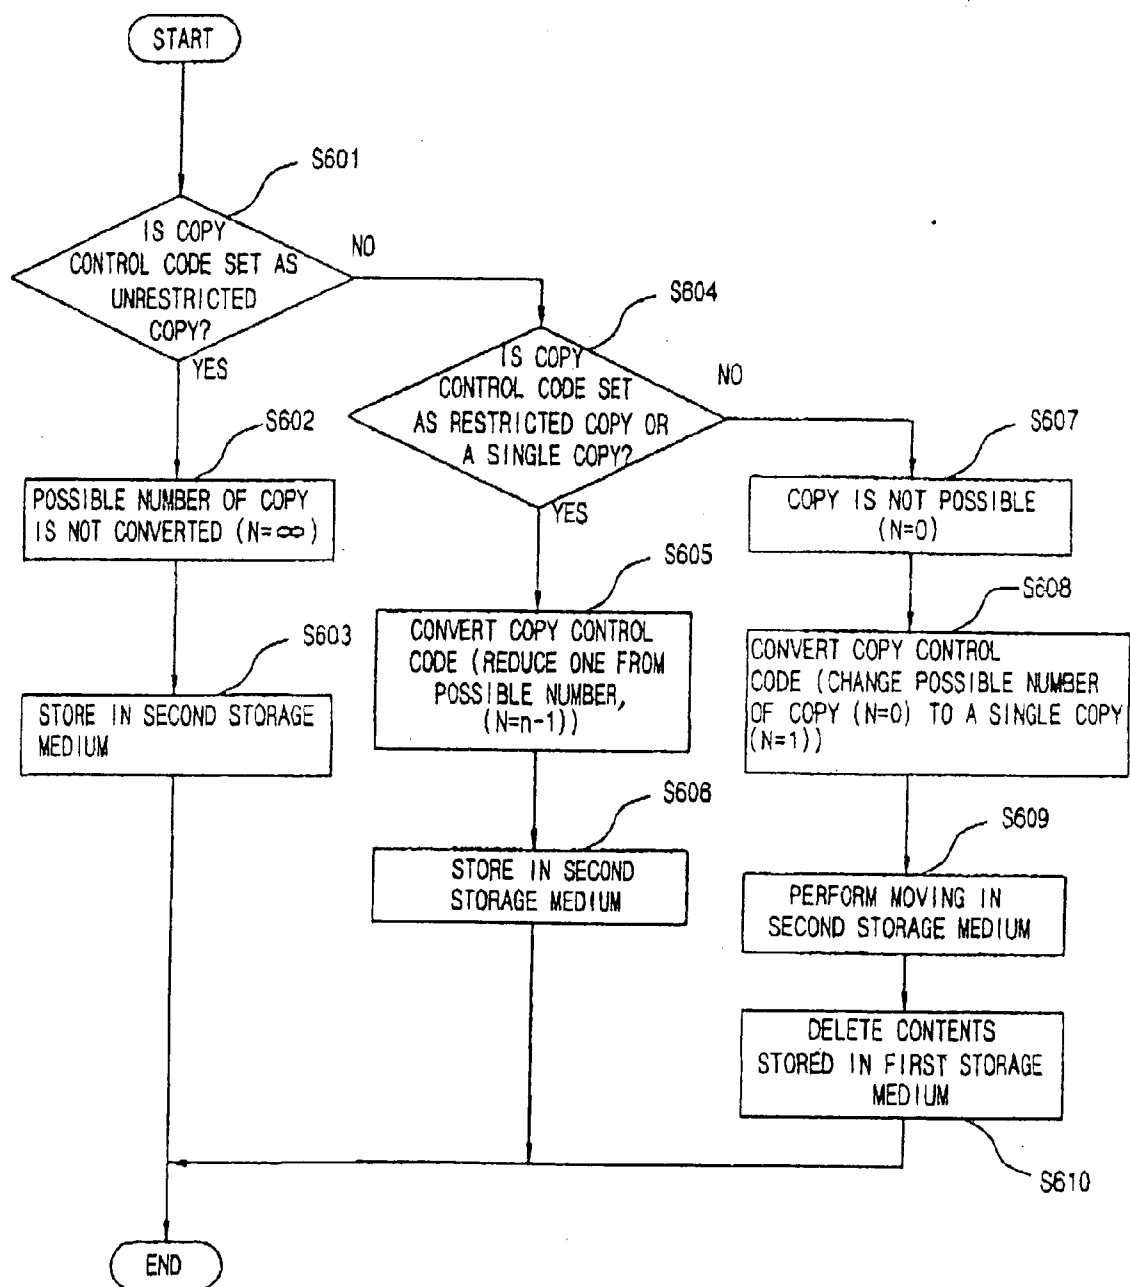 START
S601
IS COPY
CONTROL CODE SET AS
UNRESTRICTED
COPY?
NO
YES
S604
IS COPY
CONTROL CODE SET
AS RESTRICTED COPY OR
A SINGLE COPY?
NO
YES
S602
POSSIBLE NUMBER OF COPY
IS NOT CONVERTED (N=∞)
S607
COPY IS NOT POSSIBLE
(N=0)
S605
CONVERT COPY CONTROL
CODE (REDUCE ONE FROM
POSSIBLE NUMBER,
(N=n-1))
S608
CONVERT COPY CONTROL
CODE (CHANGE POSSIBLE NUMBER
OF COPY (N=0) TO A SINGLE COPY
(N=1))
S603
STORE IN SECOND STORAGE
MEDIUM
S606
STORE IN SECOND
STORAGE MEDIUM
S609
PERFORM MOVING IN
SECOND STORAGE MEDIUM
DELETE CONTENTS
STORED IN FIRST STORAGE
MEDIUM
S610
END